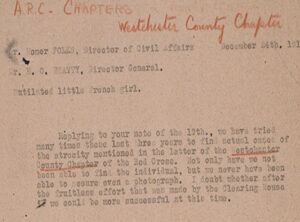 A.R.C. CHAPTERS
Westchester County Chapter
r. Homor FOLKS, Director of Civil Affairs December 24th, 191
r. H. O. BEATTY, Director General.
utilated little French girl.
Replying to your note of the 19th., we have tried
many times these last three years to find actual cases of
the atrocity mentioned in the letter of the Westchester
County Chapter of the Red Cross. Not only have we not
been able to find the individual, but we never have been
able to secure even a photograph. I doubt whether after
the fruitless effort that was made by the Clearing House
we could be more successful at this time.